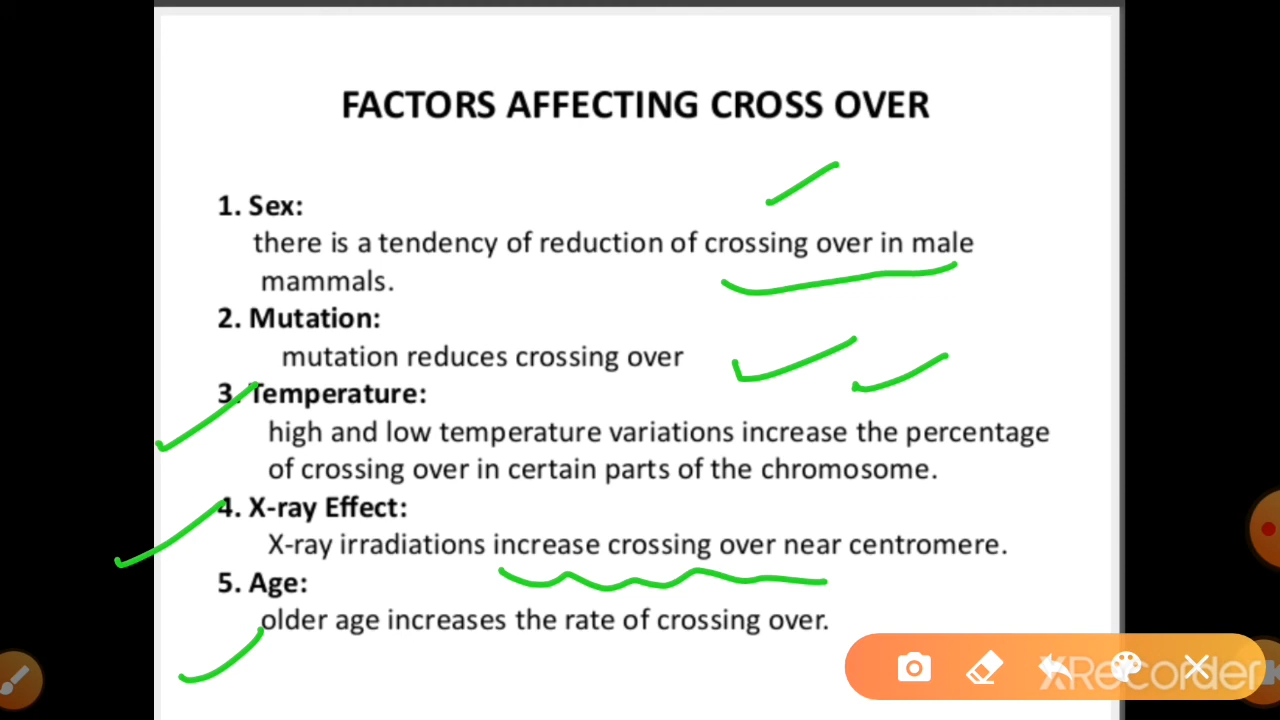 FACTORS AFFECTING CROSS OVER
1. Sex:
there is a tendency of reduction of crossing over in male
mammals.
2. Mutation:
mutation reduces crossing over
3. Temperature:
high and low temperature variations increase the percentage
of crossing over in certain parts of the chromosome.
4. X-ray Effect:
X-ray irradiations increase crossing over near centromere.
5. Age:
older age increases the rate of crossing over.
XRecorder